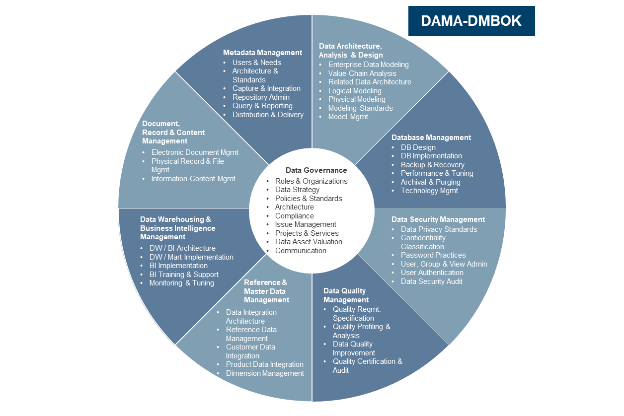 DAMA-DMBOK
Metadata Management
• Users & Needs
• Architecture &
Standards
• Capture & Integration
• Repository Admin
• Query & Reporting
• Distribution & Delivery
Data Architecture,
Analysis & Design
• Enterprise Data Modeling
• Value Chain Analysis
• Related Data Architecture
• Logical Modeling
• Physical Modeling
• Modeling Standards
• Model Mgmt
Database Management
• DB Design
• DB Implementation
• Backup & Recovery
• Performance & Tuning
• Archival & Purging
• Technology Mgmt
Data Security Management
• Data Privacy Standards
• Confidentiality
Classification
• Password Practices
• User, Group & View Admin
• User Authentication
• Data Security Audit
Data Quality
Management
• Quality Reqmt.
Specification
• Quality Profiling &
Analysis
• Data Quality
Improvement
• Quality Certification &
Audit
Reference &
Master Data
Management
• Data Integration
Architecture
• Reference Data
Management
• Customer Data
Integration
• Product Data Integration
• Dimension Management
Data Warehousing &
Business Intelligence
Management
• DW / BI Architecture
• DW / Mart Implementation
• BI Implementation
• BI Training & Support
• Monitoring & Tuning
Document,
Record & Content
Management
• Electronic Document Mgmt
• Physical Record & File
Mgmt
• Information Content Mgmt
Data Governance
• Roles & Organizations
• Data Strategy
• Policies & Standards
• Architecture
• Compliance
• Issue Management
• Projects & Services
• Data Asset Valuation
• Communication